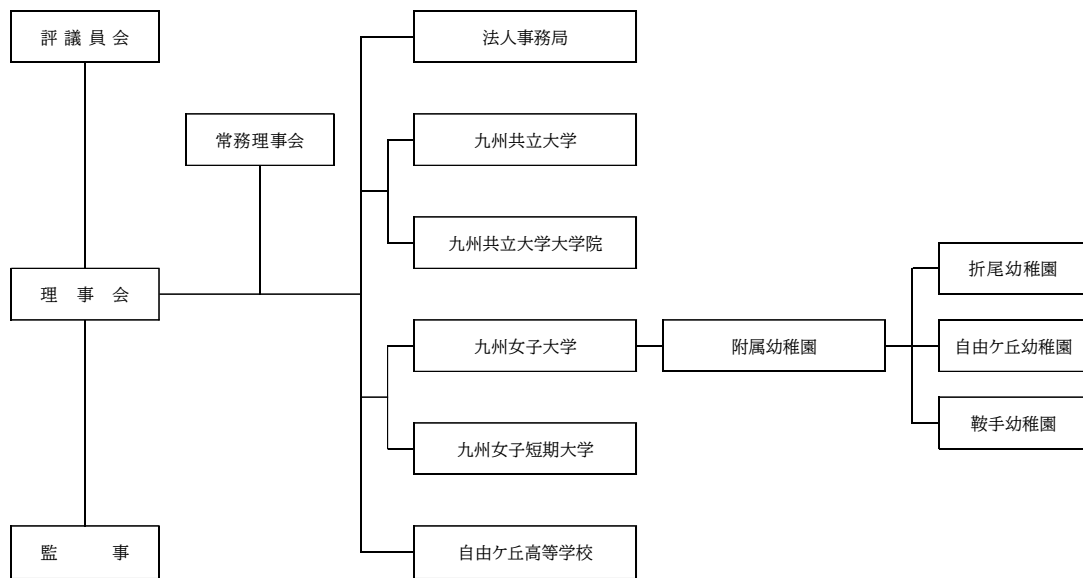 評議員会
法人事務局
常務理事会
九州共立大学
九州共立大学大学院
理事会
折尾幼稚園
九州女子大学
附属幼稚園
自由ケ丘幼稚園
鞍手幼稚園
九州女子短期大学
監事
自由ケ丘高等学校